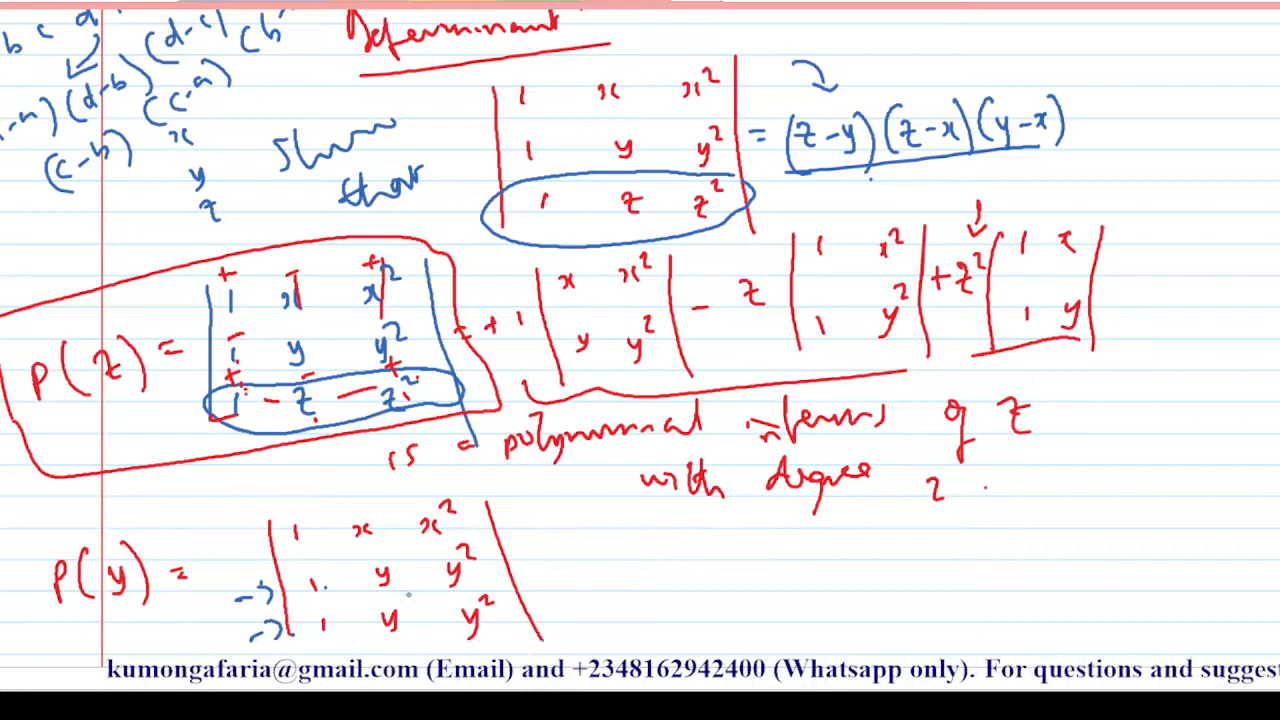 b c d
(d-c) (b
Determinant
-a) (d-b) (c-a)
(c-b)
x
y
z
Show
that
| 1 x x² |
| 1 y y² | = (z-y)(z-x)(y-x)
| 1 z z² |
P(z) = | 1 x x² | = +1 | x x² | - z | 1 x² | + z² | 1 x |
| 1 y y² | | y y² | | 1 y² | | 1 y |
| 1 - z - z² |
is a polynomial in terms of z
with degree 2.
P(y) = | 1 x x² |
→ | 1 y y² |
→ | 1 y y² |
kumongafaria@gmail.com (Email) and +2348162942400 (Whatsapp only). For questions and sugges